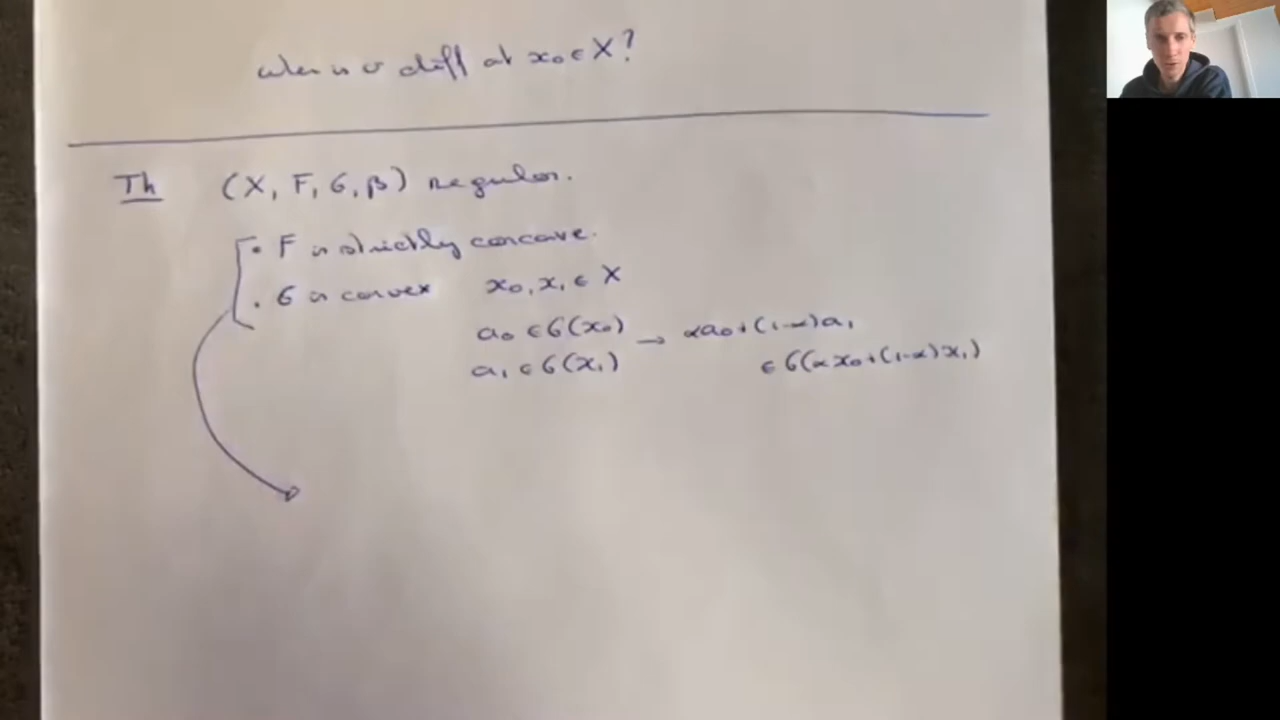 when is v diff at x₀ ∈ X?
Th (X, F, G, β) regular.
• F is strictly concave.
• G is convex x₀, x₁ ∈ X
a₀ ∈ G(x₀) → αa₀ + (1-α)a₁
a₁ ∈ G(x₁) ∈ G(αx₀ + (1-α)x₁)